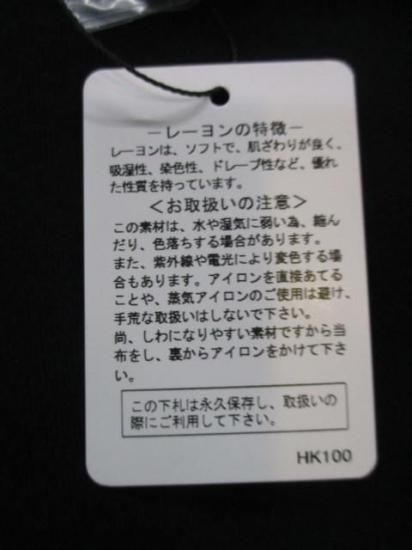 －レーヨンの特徴－
レーヨンは、ソフトで、肌ざわりが良く、
吸湿性、染色性、ドレープ性など、優れ
た性質を持っています。
＜お取扱いの注意＞
この素材は、水や湿気に弱い為、縮ん
だり、色落ちする場合があります。
また、紫外線や電光により変色する場
合もあります。アイロンを直接あてる
ことや、蒸気アイロンのご使用は避け、
手荒な取扱いはしないで下さい。
尚、しわになりやすい素材ですから当
布をし、裏からアイロンをかけて下さ
い。
この下札は永久保存し、取扱いの
際にご利用して下さい。
HK100